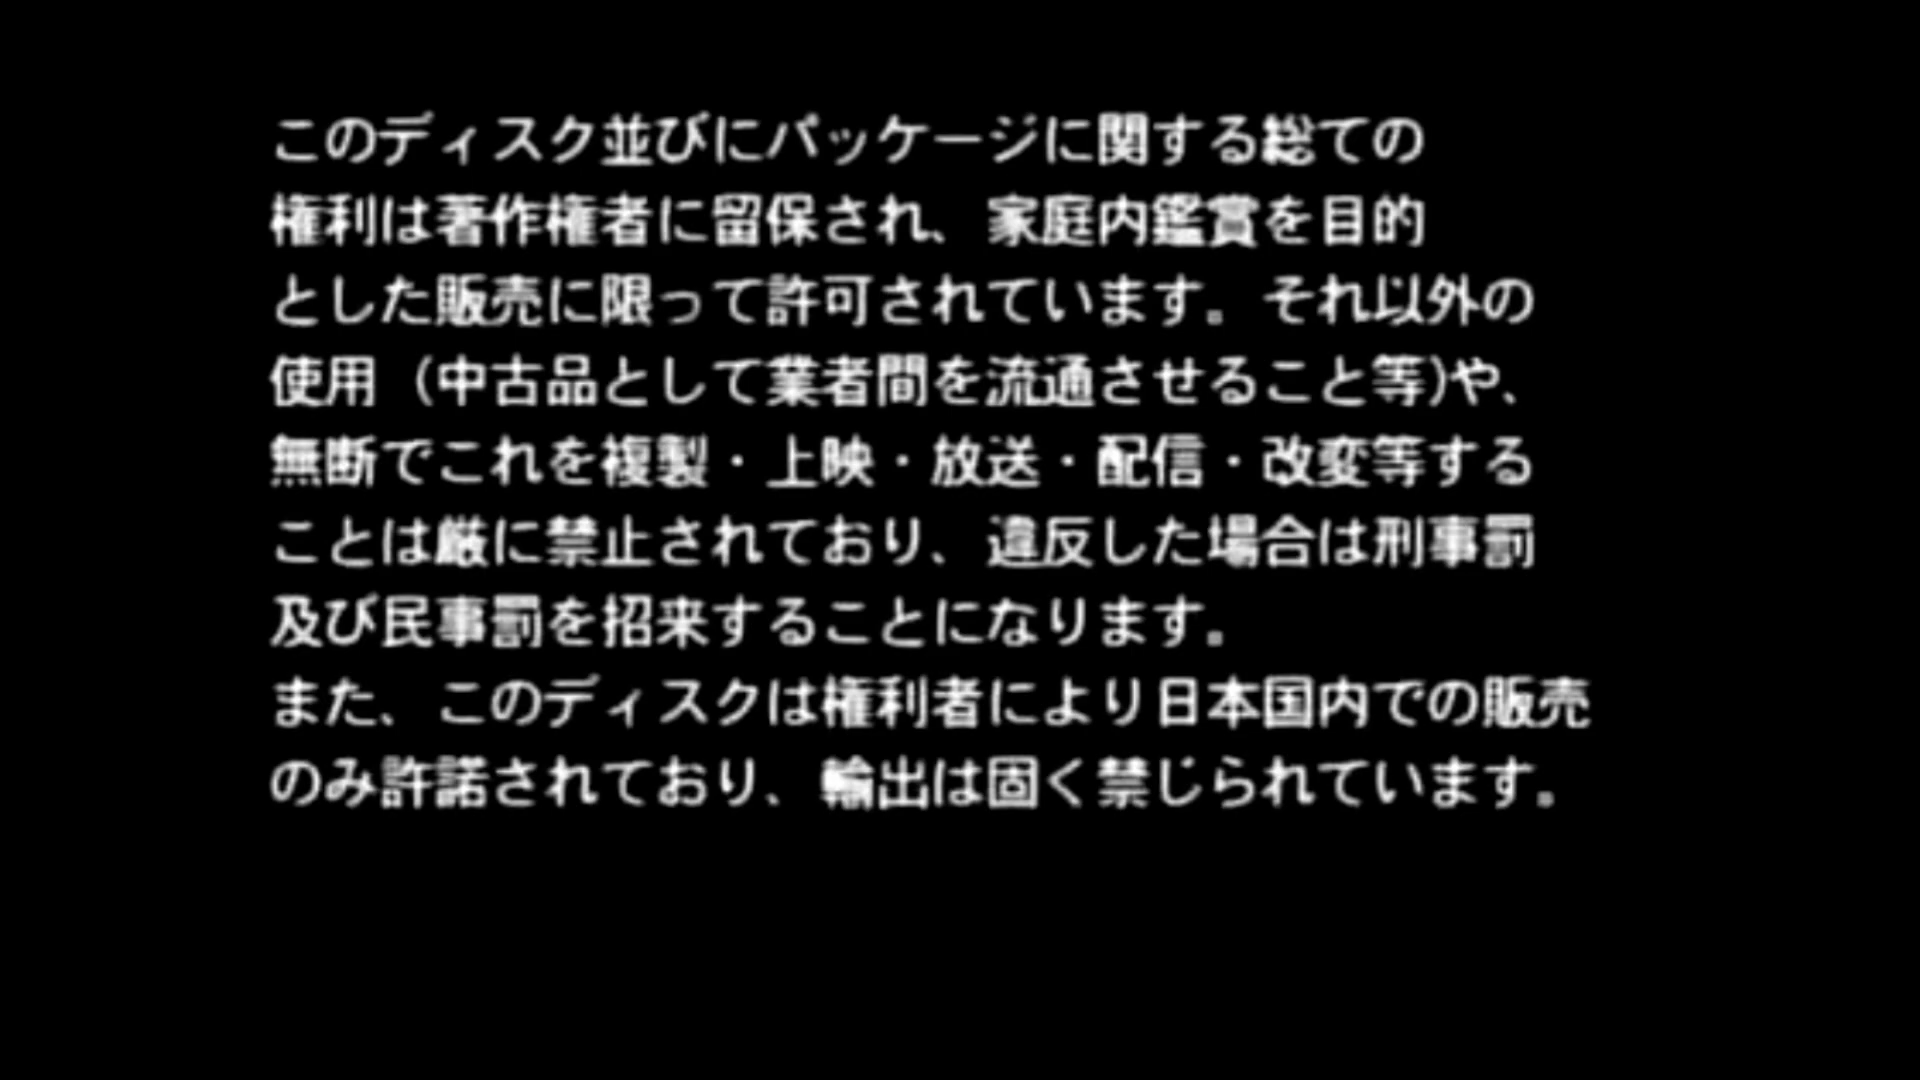 このディスク並びにパッケージに関する総ての
権利は著作権者に留保され、家庭内鑑賞を目的
とした販売に限って許可されています。それ以外の
使用（中古品として業者間を流通させること等)や、
無断でこれを複製・上映・放送・配信・改変等する
ことは厳に禁止されており、違反した場合は刑事罰
及び民事罰を招来することになります。
また、このディスクは権利者により日本国内での販売
のみ許諾されており、輸出は固く禁じられています。